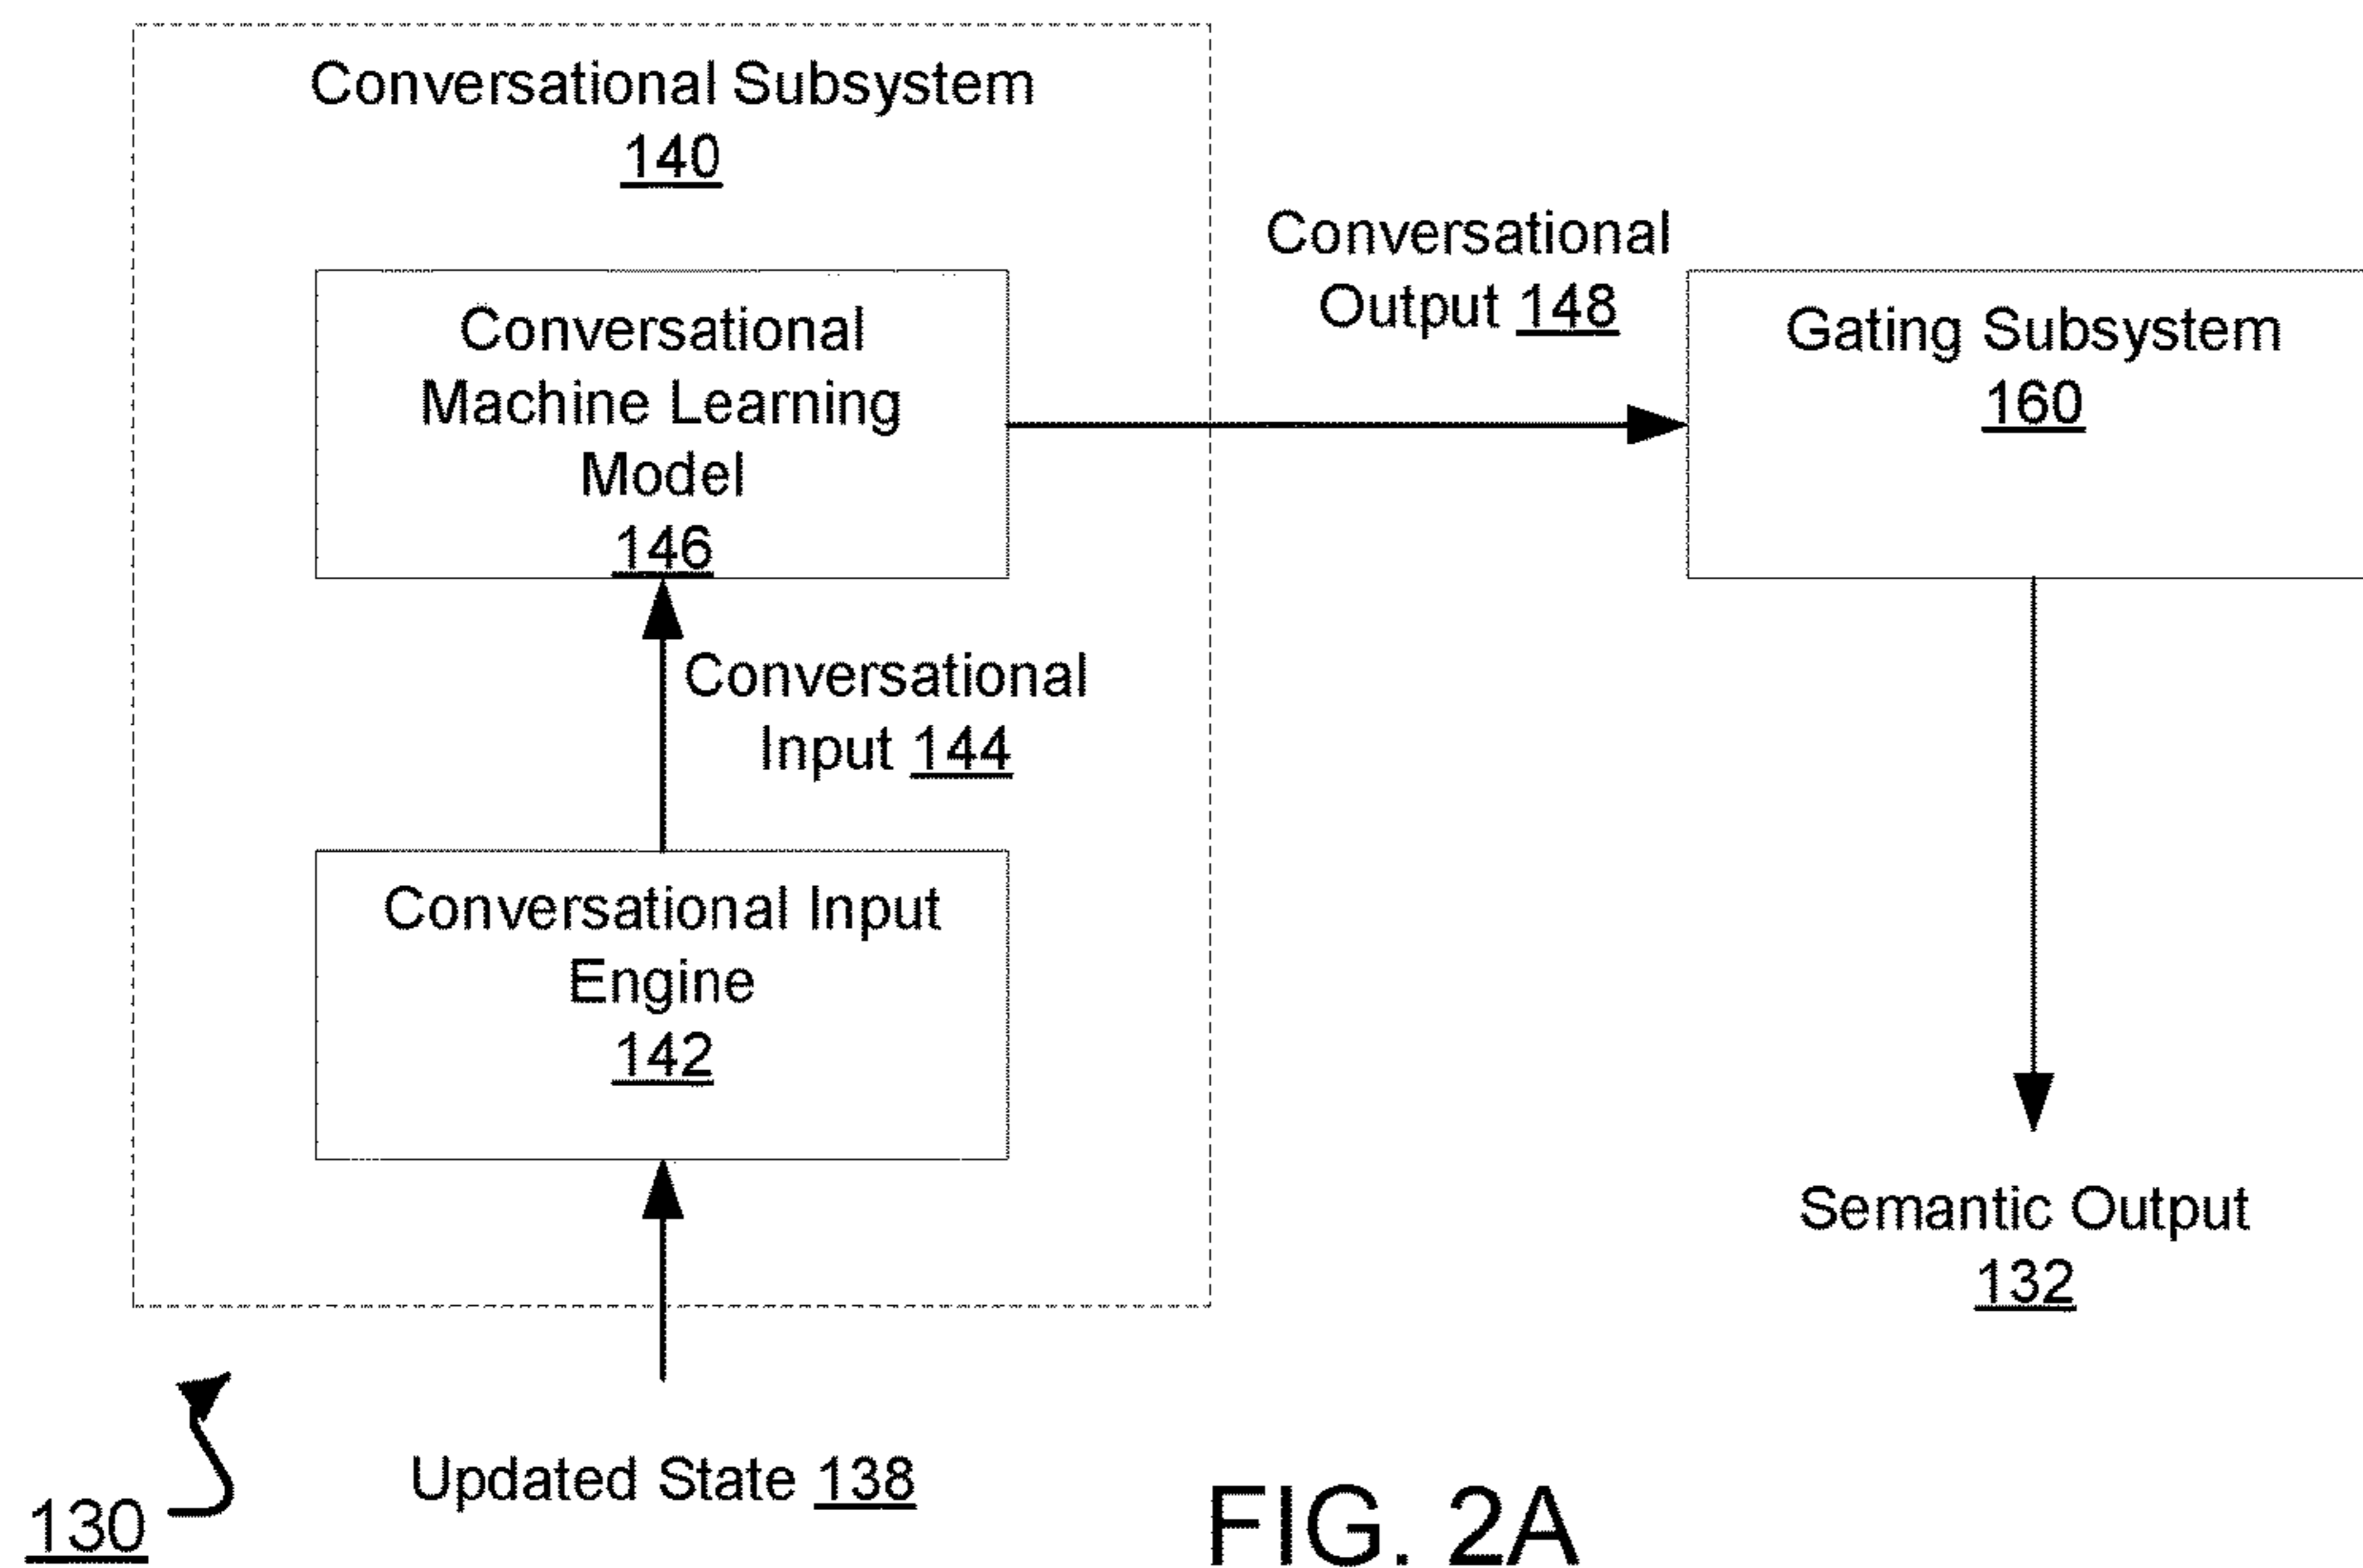 Conversational Subsystem
140
Conversational
Machine Learning
Model
146
Conversational
Output 148
Gating Subsystem
160
Conversational
Input 144
Conversational Input
Engine
142
Semantic Output
132
Updated State 138
130
FIG. 2A